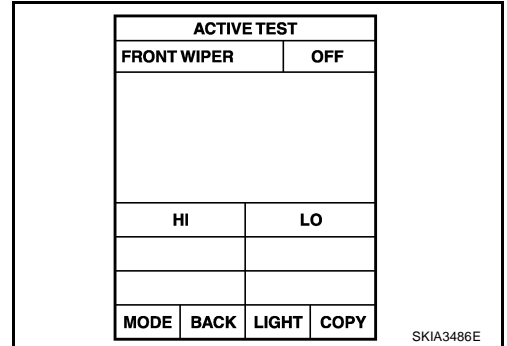 ACTIVE TEST
FRONT WIPER OFF
HI LO
MODE BACK LIGHT COPY
SKIA3486E